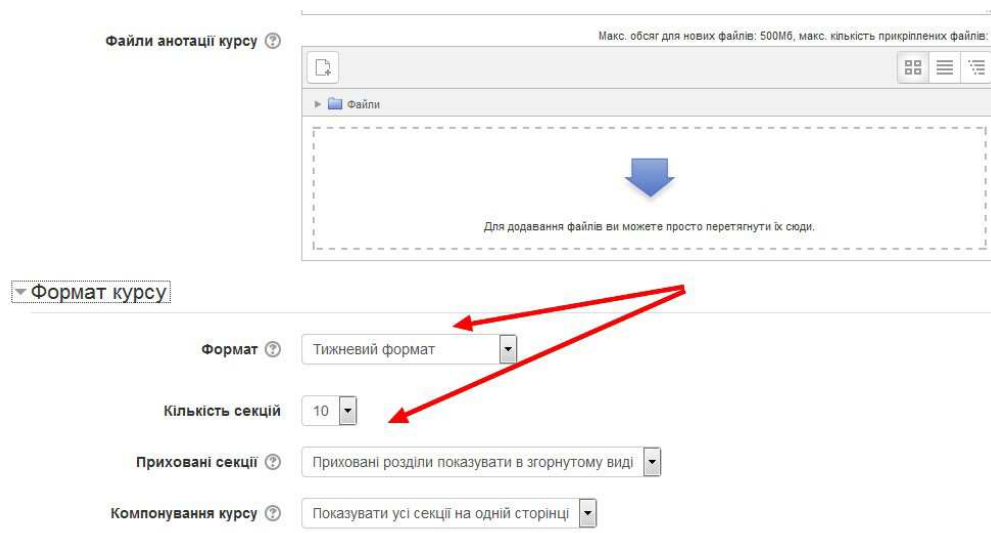 Файли анотації курсу
Макс. обсяг для нових файлів: 500Мб, макс. кількість прикріплених файлів:
Файли
Для додавання файлів ви можете просто перетягнути їх сюди.
Формат курсу
Формат Тижневий формат
Кількість секцій 10
Приховані секції Приховані розділи показувати в згорнутому виді
Компонування курсу Показувати усі секції на одній сторінці